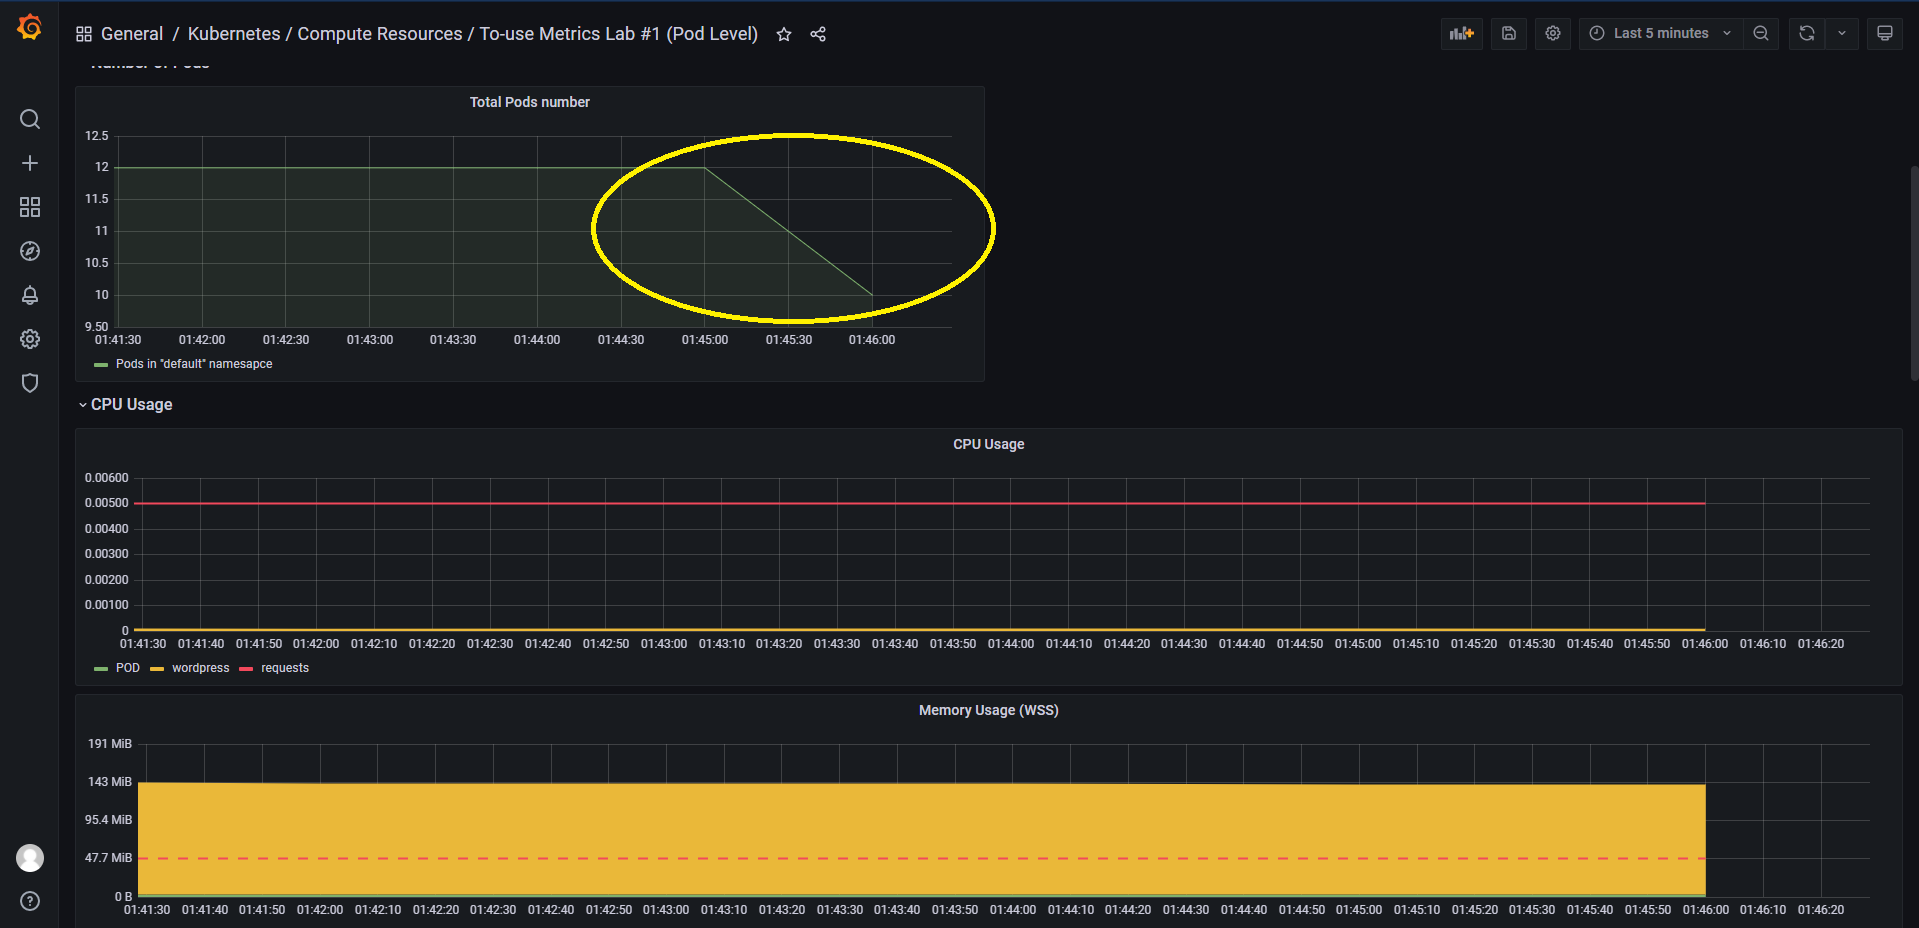 General / Kubernetes / Compute Resources / To-use Metrics Lab #1 (Pod Level)
Last 5 minutes
Number of Pods
Total Pods number
12.5
12
11.5
11
10.5
10
9.50
01:41:30 01:42:00 01:42:30 01:43:00 01:43:30 01:44:00 01:44:30 01:45:00 01:45:30 01:46:00
Pods in "default" namesapce
CPU Usage
CPU Usage
0.00600
0.00500
0.00400
0.00300
0.00200
0.00100
0
01:41:30 01:41:40 01:41:50 01:42:00 01:42:10 01:42:20 01:42:30 01:42:40 01:42:50 01:43:00 01:43:10 01:43:20 01:43:30 01:43:40 01:43:50 01:44:00 01:44:10 01:44:20 01:44:30 01:44:40 01:44:50 01:45:00 01:45:10 01:45:20 01:45:30 01:45:40 01:45:50 01:46:00 01:46:10 01:46:20
POD wordpress requests
Memory Usage (WSS)
191 MiB
143 MiB
95.4 MiB
47.7 MiB
0 B
01:41:30 01:41:40 01:41:50 01:42:00 01:42:10 01:42:20 01:42:30 01:42:40 01:42:50 01:43:00 01:43:10 01:43:20 01:43:30 01:43:40 01:43:50 01:44:00 01:44:10 01:44:20 01:44:30 01:44:40 01:44:50 01:45:00 01:45:10 01:45:20 01:45:30 01:45:40 01:45:50 01:46:00 01:46:10 01:46:20